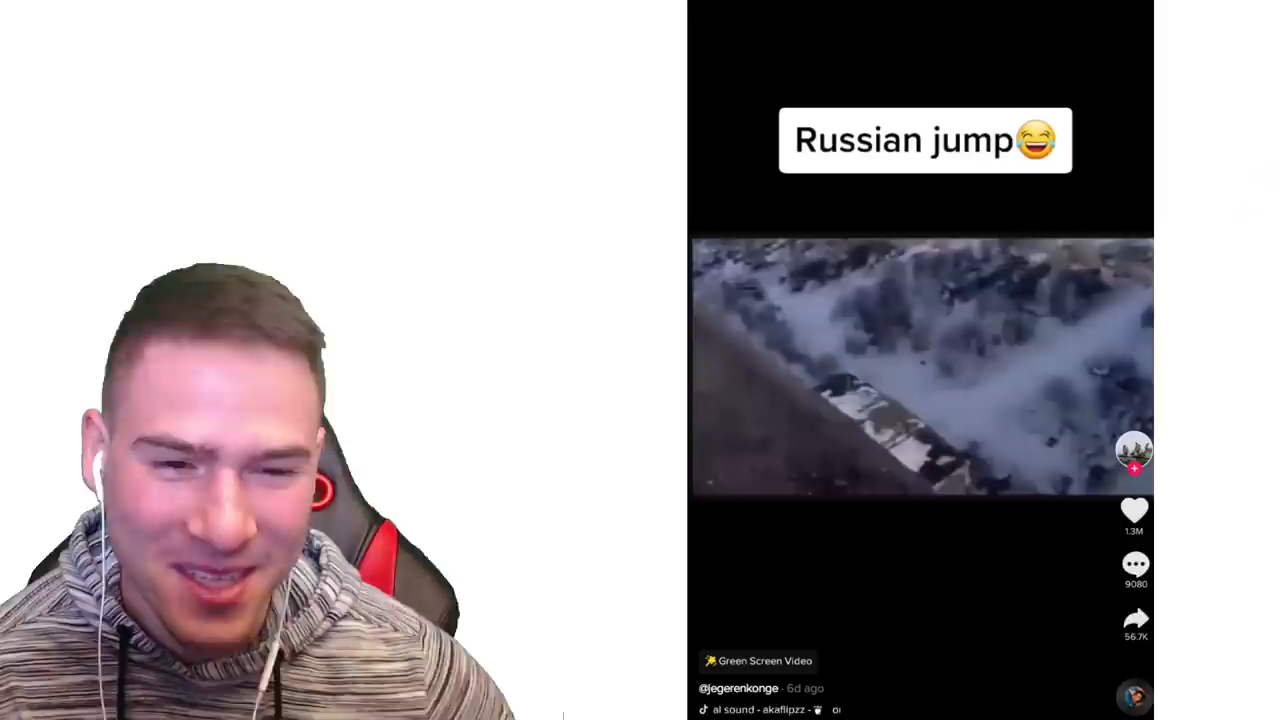 Russian jump😂
1.3M
9080
56.7K
Green Screen Video
@jegerenkonge · 6d ago
al sound - akaflipzz -